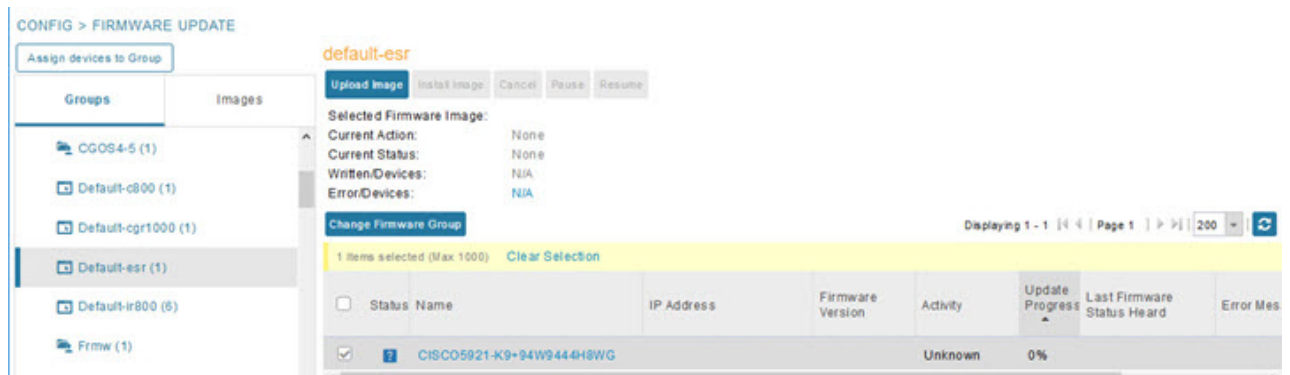 CONFIG > FIRMWARE UPDATE
Assign devices to Group
Groups Images
CGOS4-5 (1)
Default-c800 (1)
Default-cgr1000 (1)
Default-esr (1)
Default-ir800 (6)
Frmw (1)
default-esr
Upload Image Install Image Cancel Pause Resume
Selected Firmware Image:
Current Action: None
Current Status: None
Written/Devices: N/A
Error/Devices: N/A
Change Firmware Group
Displaying 1 - 1 | Page 1 | 200
1 Items selected (Max 1000) Clear Selection
Status Name IP Address Firmware Version Activity Update Progress Last Firmware Status Heard Error Mes
? CISCO5921-K9+94W9444H8WG Unknown 0%